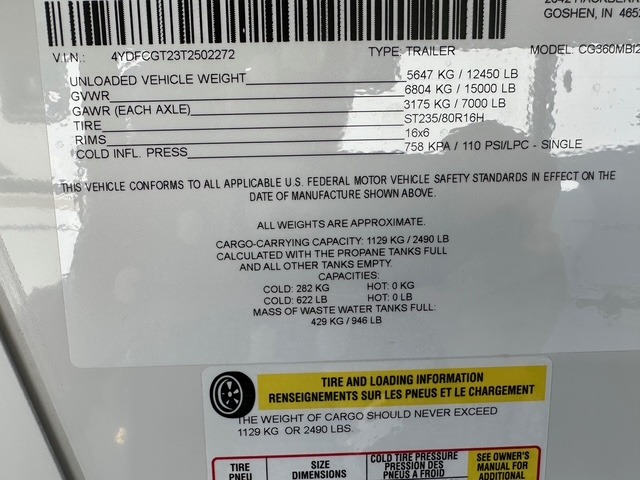 GOSHEN, IN
V.I.N.: 4YDFCGT23T2502272 TYPE: TRAILER MODEL: CG360MBI2
UNLOADED VEHICLE WEIGHT 5647 KG / 12450 LB
GVWR 6804 KG / 15000 LB
GAWR (EACH AXLE) 3175 KG / 7000 LB
TIRE ST235/80R16H
RIMS 16x6
COLD INFL. PRESS 758 KPA / 110 PSI/LPC - SINGLE
THIS VEHICLE CONFORMS TO ALL APPLICABLE U.S. FEDERAL MOTOR VEHICLE SAFETY STANDARDS IN EFFECT ON THE
DATE OF MANUFACTURE SHOWN ABOVE.
ALL WEIGHTS ARE APPROXIMATE.
CARGO-CARRYING CAPACITY: 1129 KG / 2490 LB
CALCULATED WITH THE PROPANE TANKS FULL
AND ALL OTHER TANKS EMPTY.
CAPACITIES:
COLD: 282 KG HOT: 0 KG
COLD: 622 LB HOT: 0 LB
MASS OF WASTE WATER TANKS FULL:
429 KG / 946 LB
TIRE AND LOADING INFORMATION
RENSEIGNEMENTS SUR LES PNEUS ET LE CHARGEMENT
THE WEIGHT OF CARGO SHOULD NEVER EXCEED
1129 KG OR 2490 LBS.
TIRE
PNEU
SIZE
DIMENSIONS
COLD TIRE PRESSURE
PRESSION DES
PNEUS A FROID
SEE OWNER'S
MANUAL FOR
ADDITIONAL